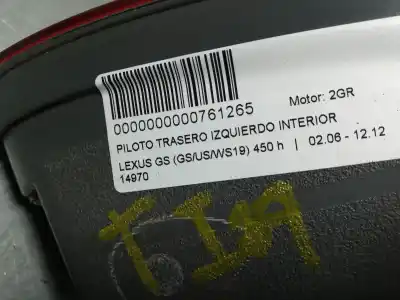 0000000000761265 Motor: 2GR
PILOTO TRASERO IZQUIERDO INTERIOR
LEXUS GS (GS/US/WS19) 450 h | 02.06 - 12.12
14970